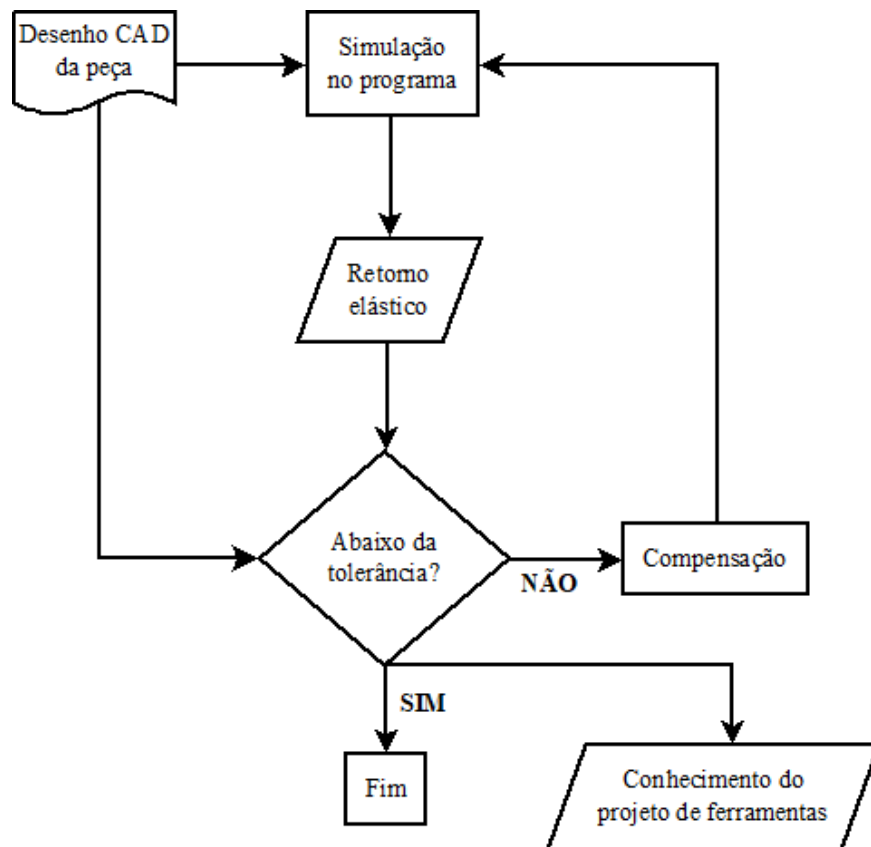 Desenho CAD
da peça
Simulação
no programa
Retorno
elástico
Abaixo da
tolerância?
NÃO
Compensação
SIM
Fim
Conhecimento do
projeto de ferramentas